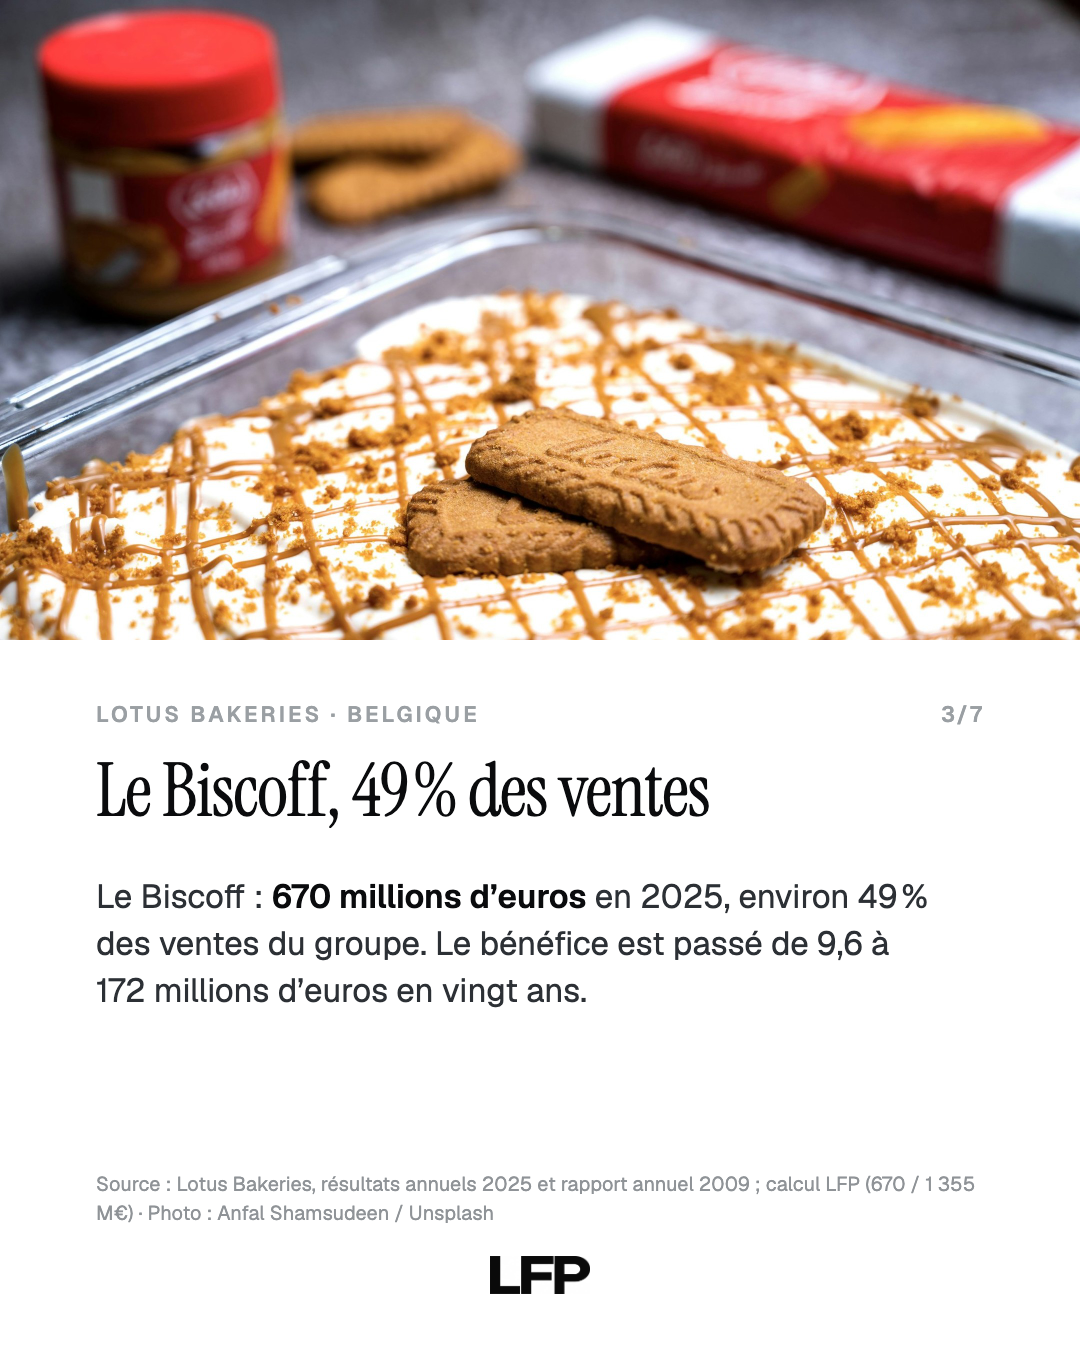 LOTUS BAKERIES · BELGIQUE
3/7
Le Biscoff, 49 % des ventes
Le Biscoff : 670 millions d’euros en 2025, environ 49 %
des ventes du groupe. Le bénéfice est passé de 9,6 à
172 millions d’euros en vingt ans.
Source : Lotus Bakeries, résultats annuels 2025 et rapport annuel 2009 ; calcul LFP (670 / 1 355
M€) · Photo : Anfal Shamsudeen / Unsplash
LFP